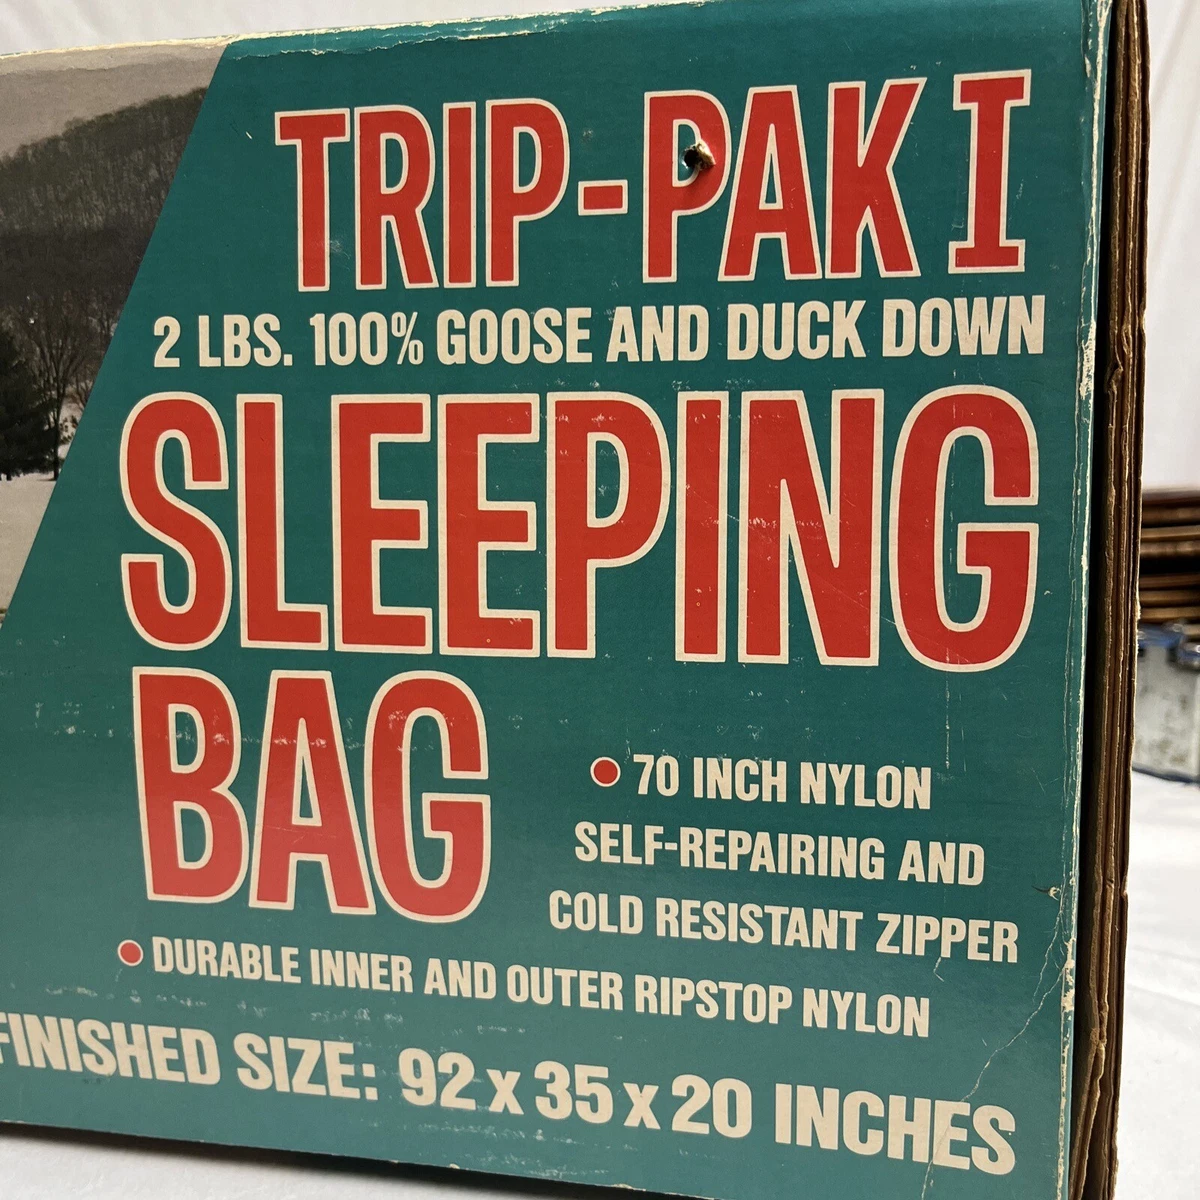 TRIP-PAK I
2 LBS. 100% GOOSE AND DUCK DOWN
SLEEPING
BAG
● 70 INCH NYLON
SELF-REPAIRING AND
COLD RESISTANT ZIPPER
● DURABLE INNER AND OUTER RIPSTOP NYLON
FINISHED SIZE: 92 x 35 x 20 INCHES